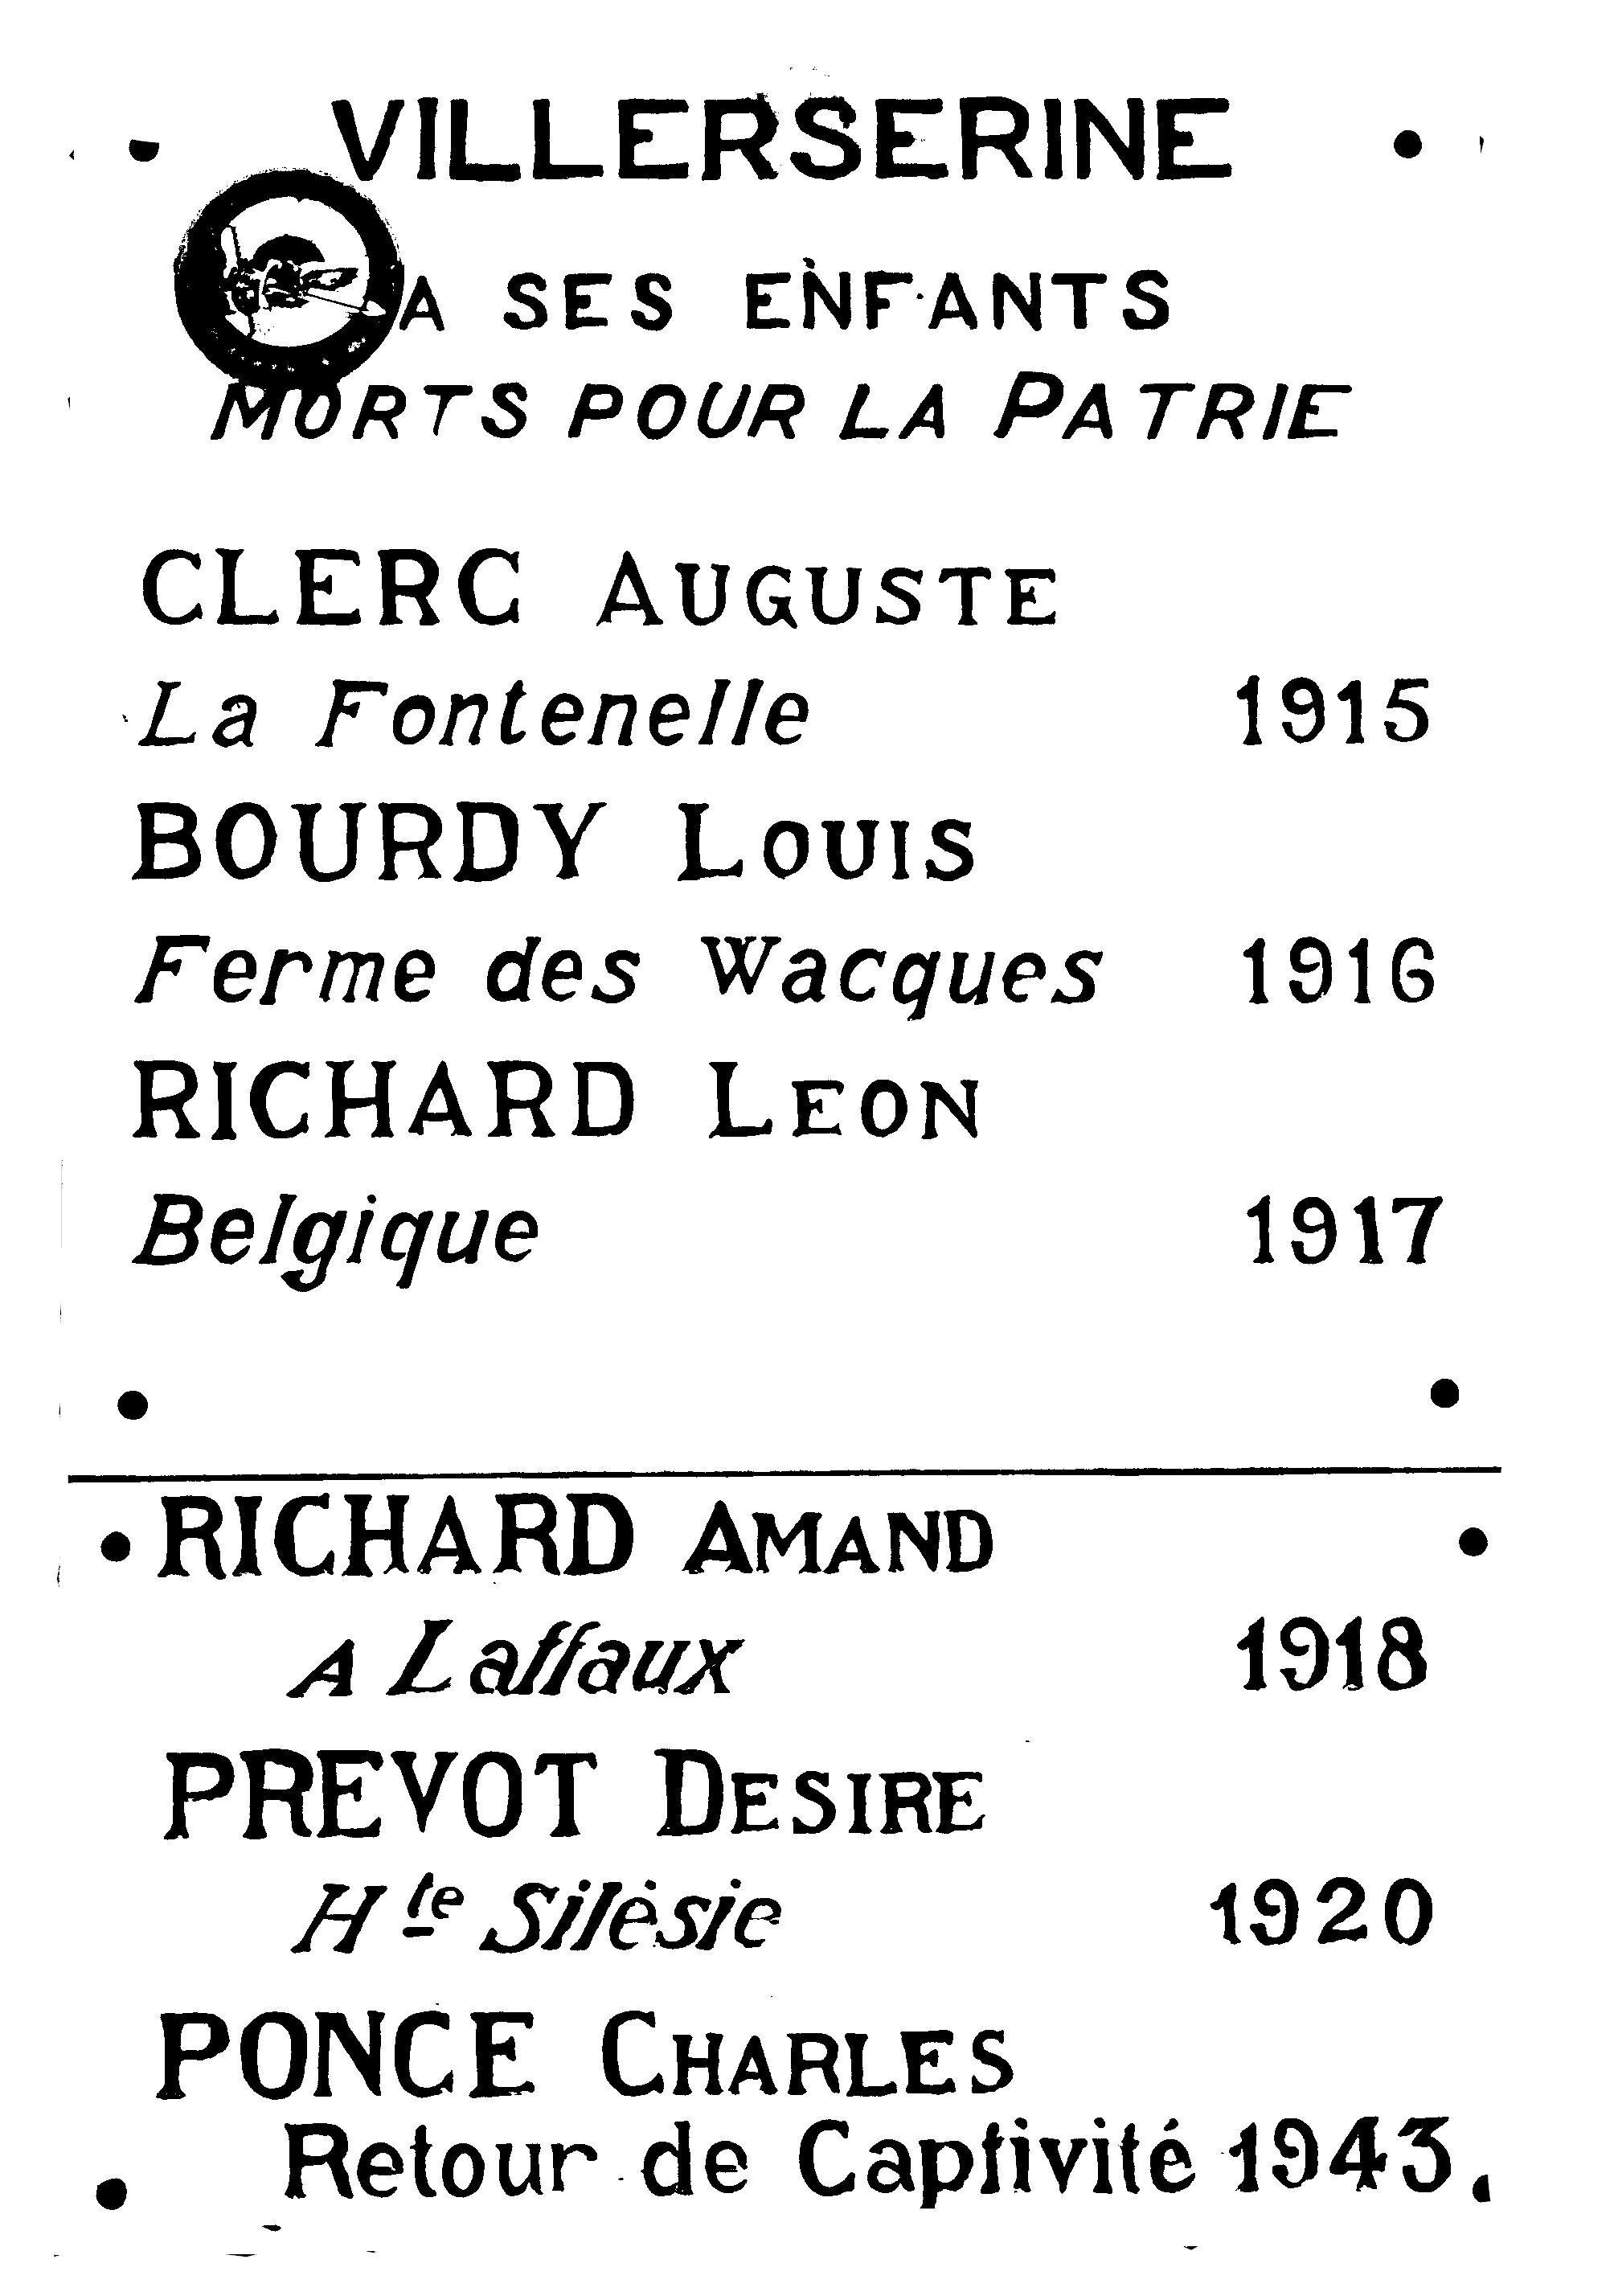 VILLERSERINE
A SES ENFANTS
MORTS POUR LA PATRIE
CLERC AUGUSTE
La Fontenelle 1915
BOURDY LOUIS
Ferme des Wacques 1916
RICHARD LEON
Belgique 1917
RICHARD AMAND
A Laffaux 1918
PREVOT DESIRE
Hte Silésie 1920
PONCE CHARLES
Retour de Captivité 1943